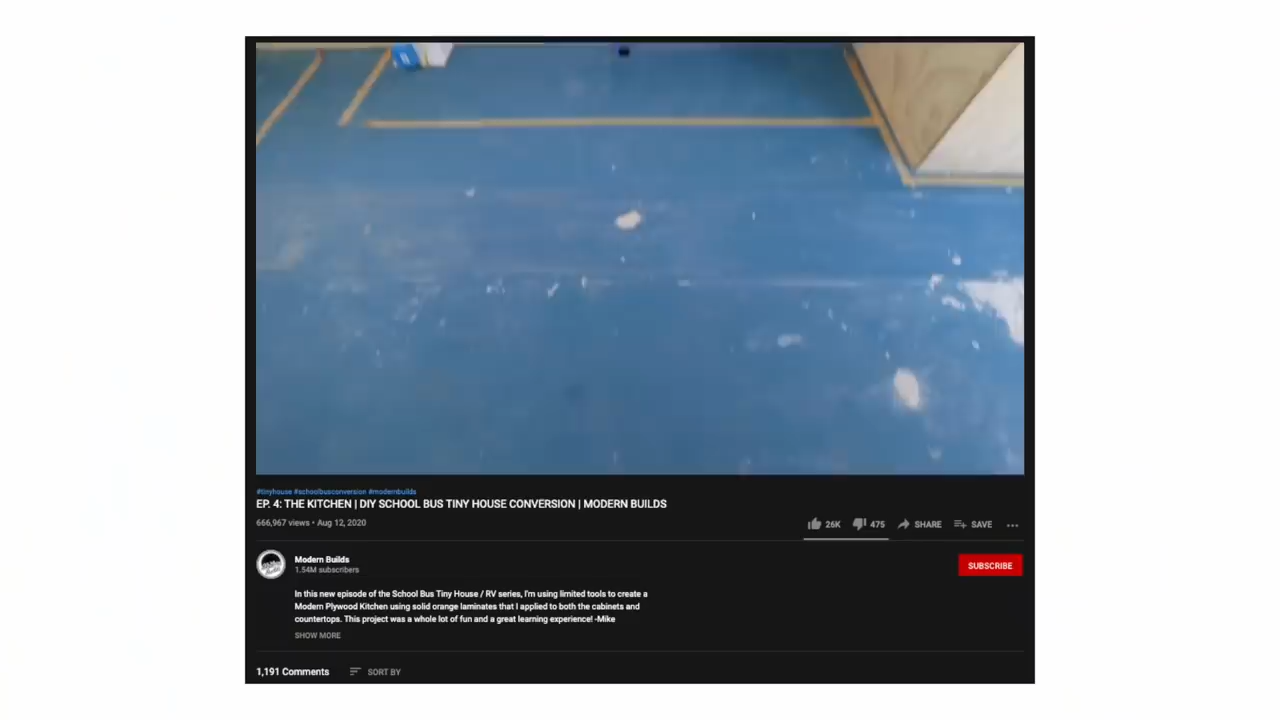 #tinyhouse #schoolbusconversion #modernbuilds
EP. 4: THE KITCHEN | DIY SCHOOL BUS TINY HOUSE CONVERSION | MODERN BUILDS
666,967 views • Aug 12, 2020
26K 475 SHARE SAVE
Modern Builds
1.54M subscribers
SUBSCRIBE
In this new episode of the School Bus Tiny House / RV series, I'm using limited tools to create a
Modern Plywood Kitchen using solid orange laminates that I applied to both the cabinets and
countertops. This project was a whole lot of fun and a great learning experience! -Mike
SHOW MORE
1,191 Comments SORT BY